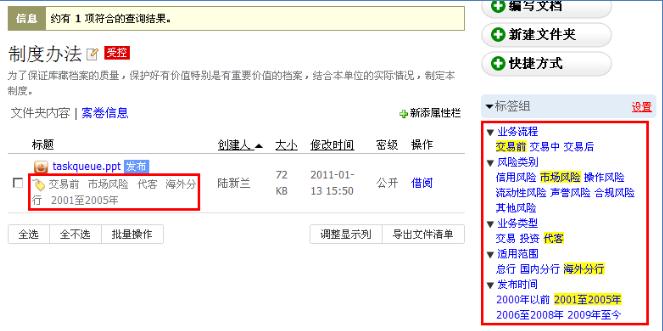 信息 约有 1 项符合的查询结果。
制度办法 受控
为了保证库藏档案的质量，保护好有价值特别是有重要价值的档案，结合本单位的实际情况，制定本
制度。
文件夹内容 | 案卷信息 新添属性栏
标题 创建人 大小 修改时间 密级 操作
taskqueue.ppt 发布
交易前 市场风险 代客 海外分
行 2001至2005年
陆新兰
72
KB
2011-01-
13 15:50
公开
借阅
全选 全不选 批量操作 调整显示列 导出文件清单
编写文档
新建文件夹
快捷方式
标签组 设置
业务流程
交易前 交易中 交易后
风险类别
信用风险 市场风险 操作风险
流动性风险 声誉风险 合规风险
其他风险
业务类型
交易 投资 代客
适用范围
总行 国内分行 海外分行
发布时间
2000年以前 2001至2005年
2006至2008年 2009年至今